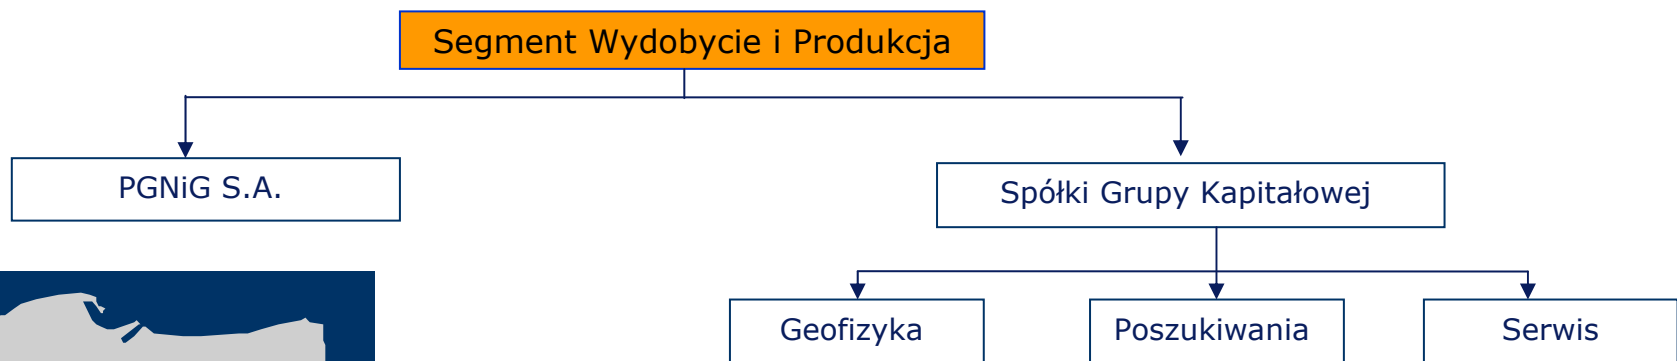 Segment Wydobycie i Produkcja
PGNiG S.A.
Spółki Grupy Kapitałowej
Geofizyka
Poszukiwania
Serwis